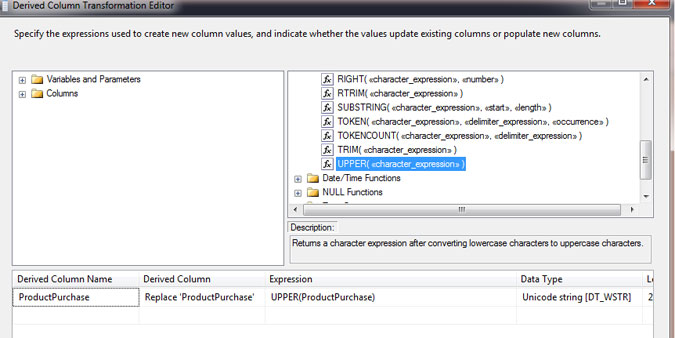 Derived Column Transformation Editor
Specify the expressions used to create new column values, and indicate whether the values update existing columns or populate new columns.
Variables and Parameters
Columns
RIGHT( «character_expression», «number» )
RTRIM( «character_expression» )
SUBSTRING( «character_expression», «start», «length» )
TOKEN( «character_expression», «delimiter_expression», «occurrence» )
TOKENCOUNT( «character_expression», «delimiter_expression» )
TRIM( «character_expression» )
UPPER( «character_expression» )
Date/Time Functions
NULL Functions
Description:
Returns a character expression after converting lowercase characters to uppercase characters.
Derived Column Name Derived Column Expression Data Type
ProductPurchase Replace 'ProductPurchase' UPPER(ProductPurchase) Unicode string [DT_WSTR] 2